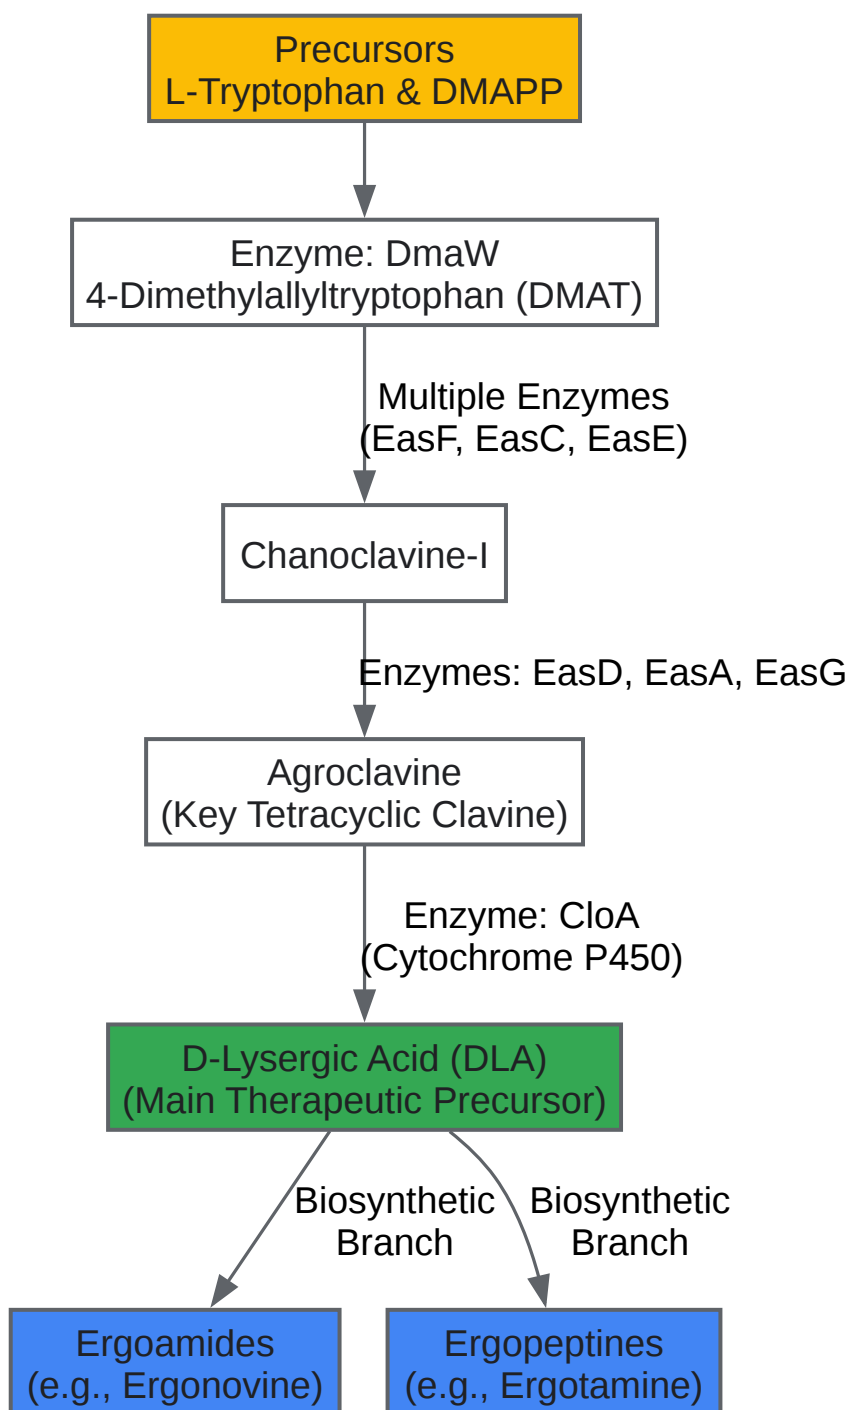 Precursors
L-Tryptophan & DMAPP
Enzyme: DmaW
4-Dimethylallyltryptophan (DMAT)
Multiple Enzymes
(EasF, EasC, EasE)
Chanoclavine-I
Enzymes: EasD, EasA, EasG
Agroclavine
(Key Tetracyclic Clavine)
Enzyme: CloA
(Cytochrome P450)
D-Lysergic Acid (DLA)
(Main Therapeutic Precursor)
Biosynthetic
Branch
Biosynthetic
Branch
Ergoamides
(e.g., Ergonovine)
Ergopeptines
(e.g., Ergotamine)